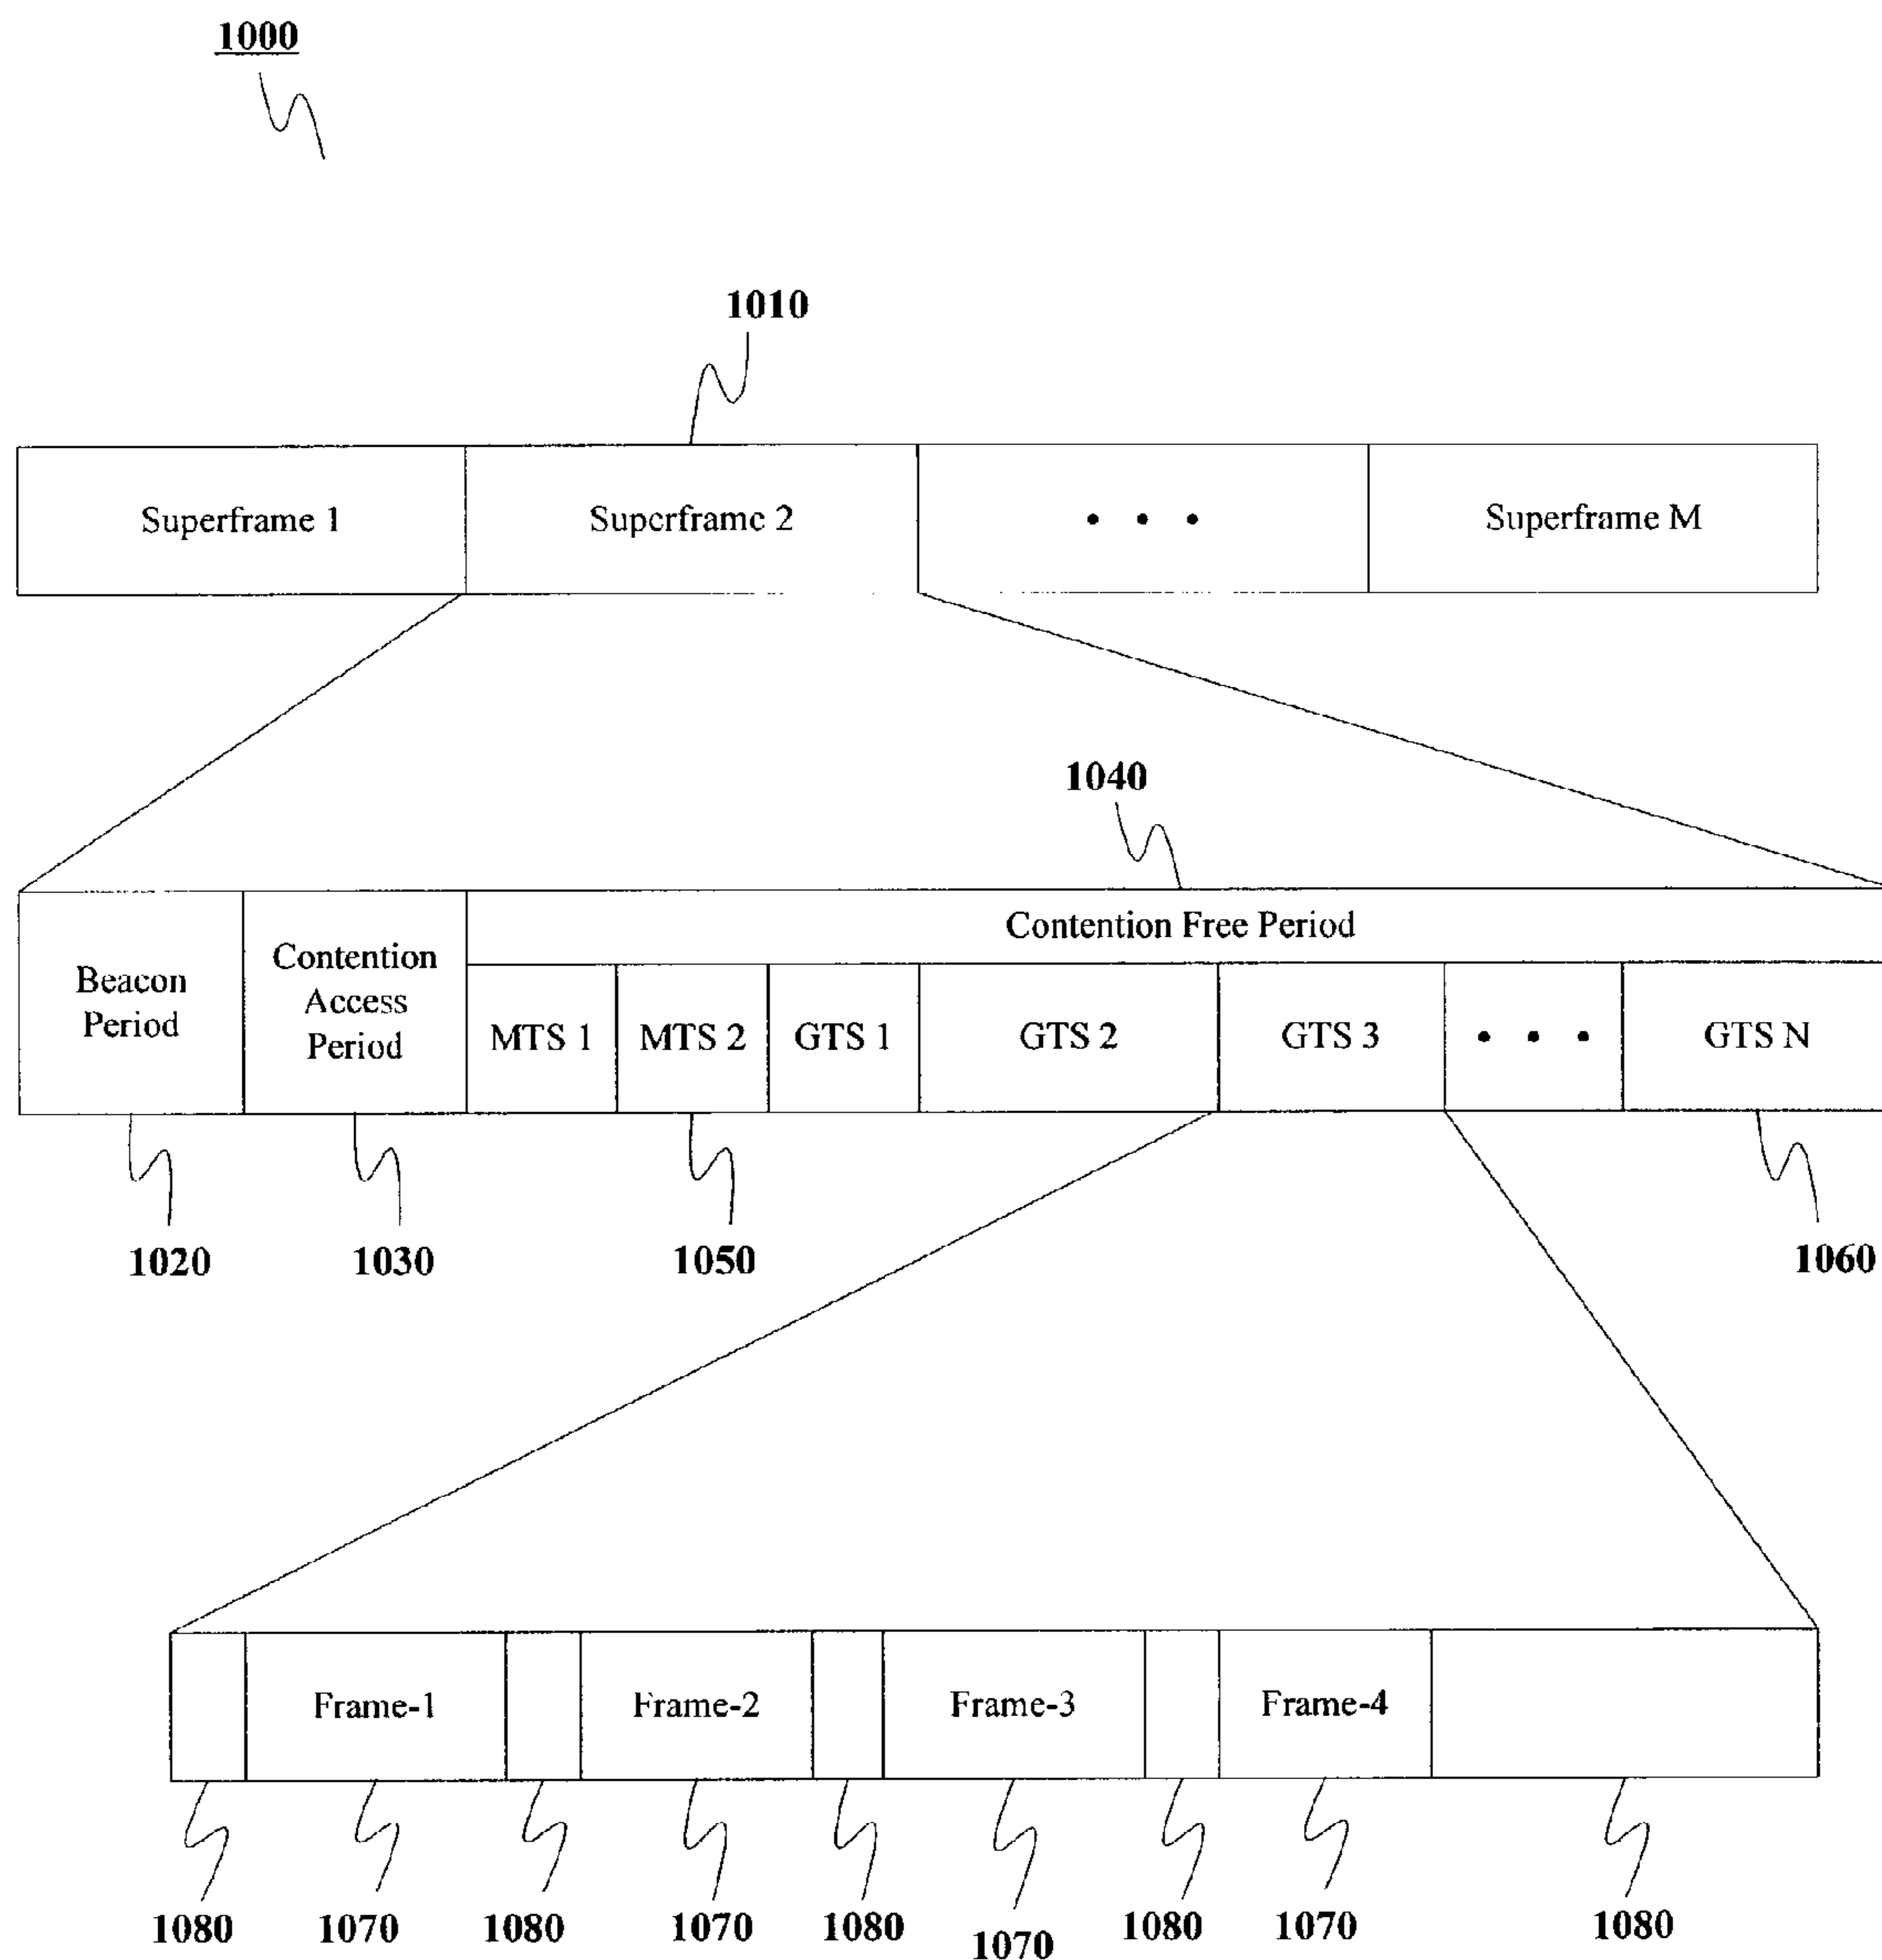 1000
1010
Superframe 1
Superframe 2
• • •
Superframe M
1040
Contention Free Period
Beacon
Period
Contention
Access
Period
MTS 1
MTS 2
GTS 1
GTS 2
GTS 3
• • •
GTS N
1020
1030
1050
1060
Frame-1
Frame-2
Frame-3
Frame-4
1080
1070
1080
1070
1080
1070
1080
1070
1080